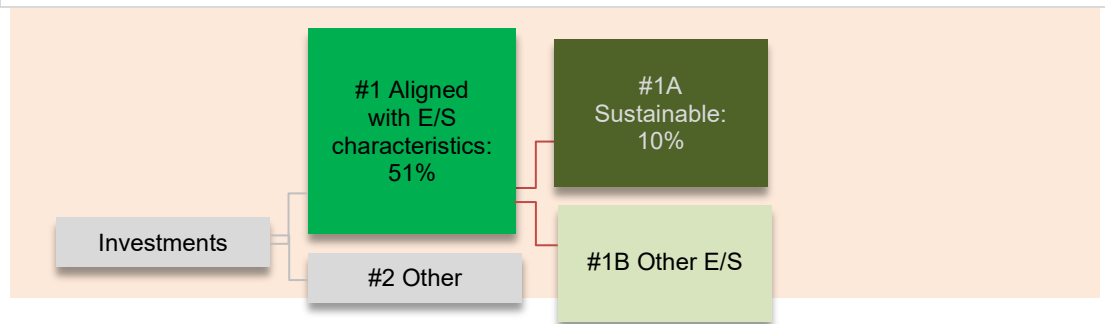 #1 Aligned
with E/S
characteristics:
51%
#1A
Sustainable:
10%
Investments
#2 Other
#1B Other E/S